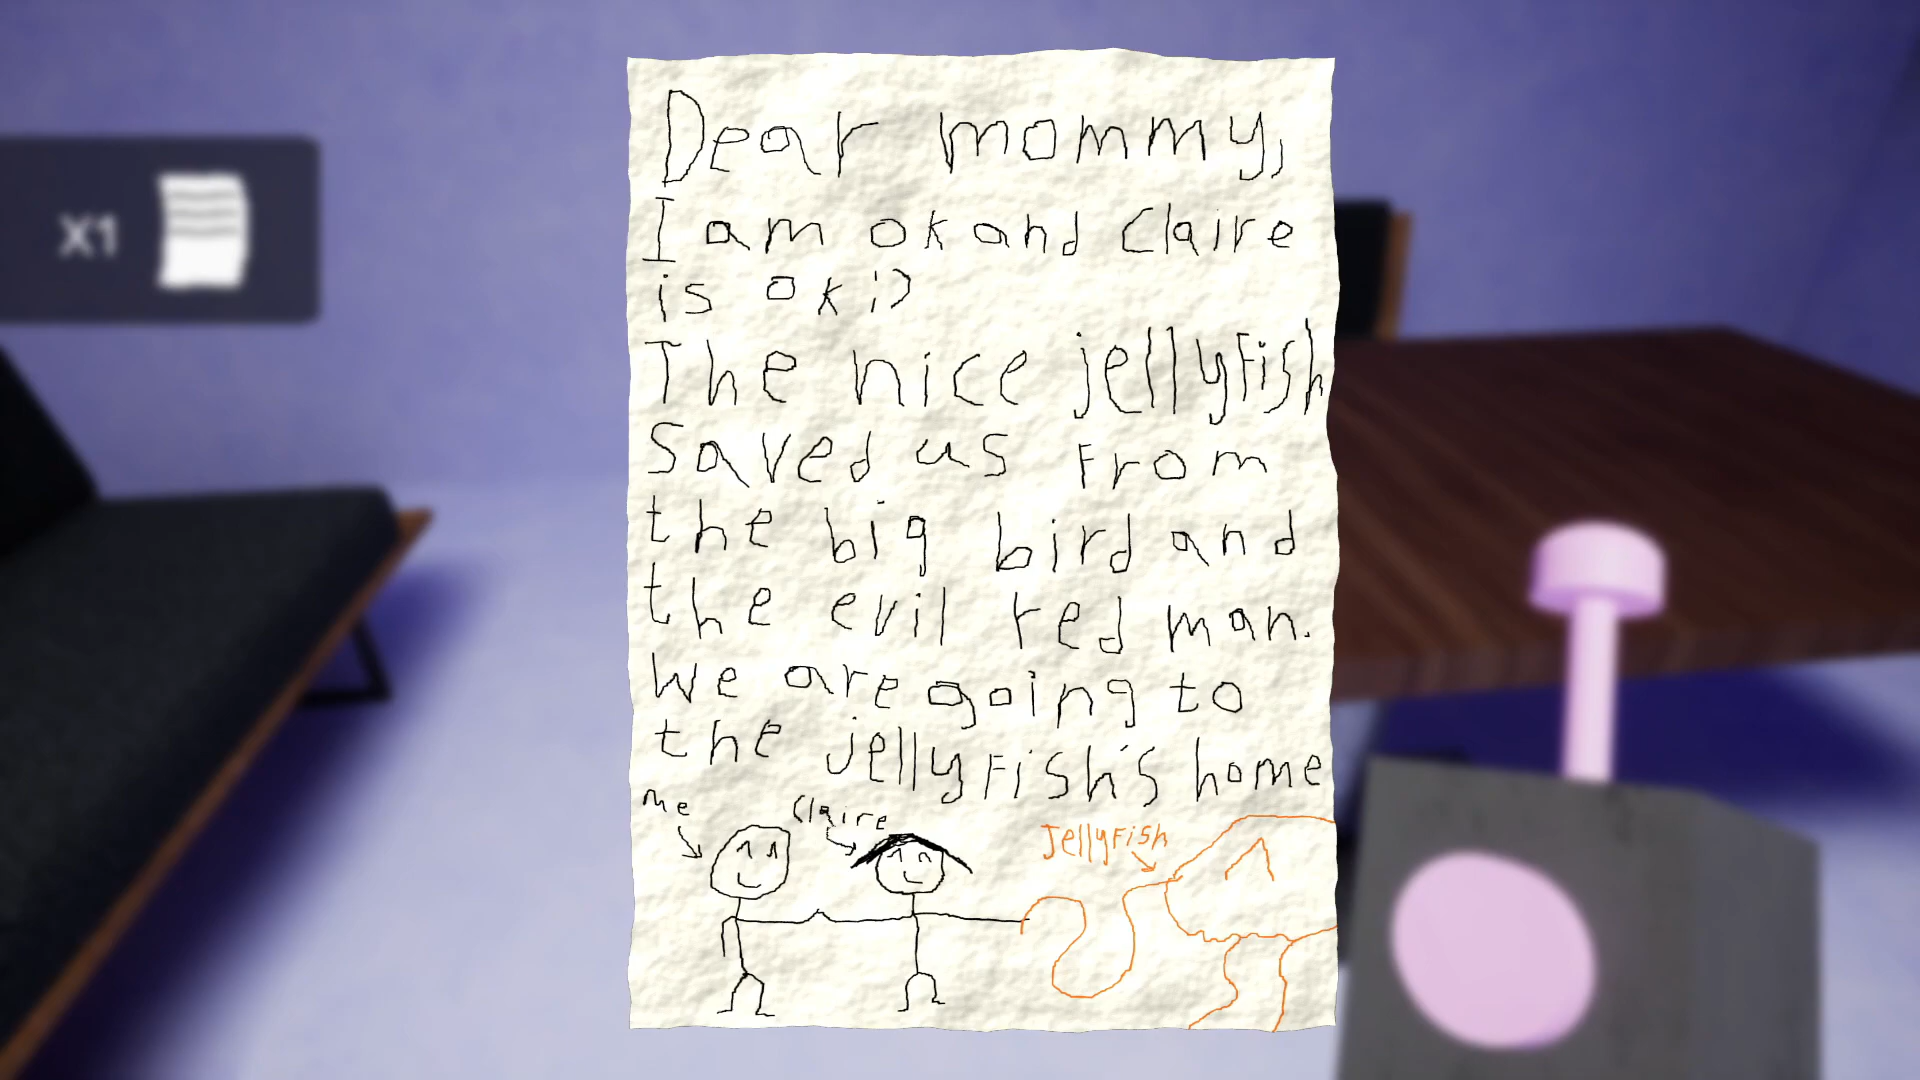 X1
Dear mommy,
I am ok and Claire
is ok :)
The nice jellyfish
saved us from
the big bird and
the evil red man.
We are going to
the jellyfish's home
Me
Claire
Jellyfish